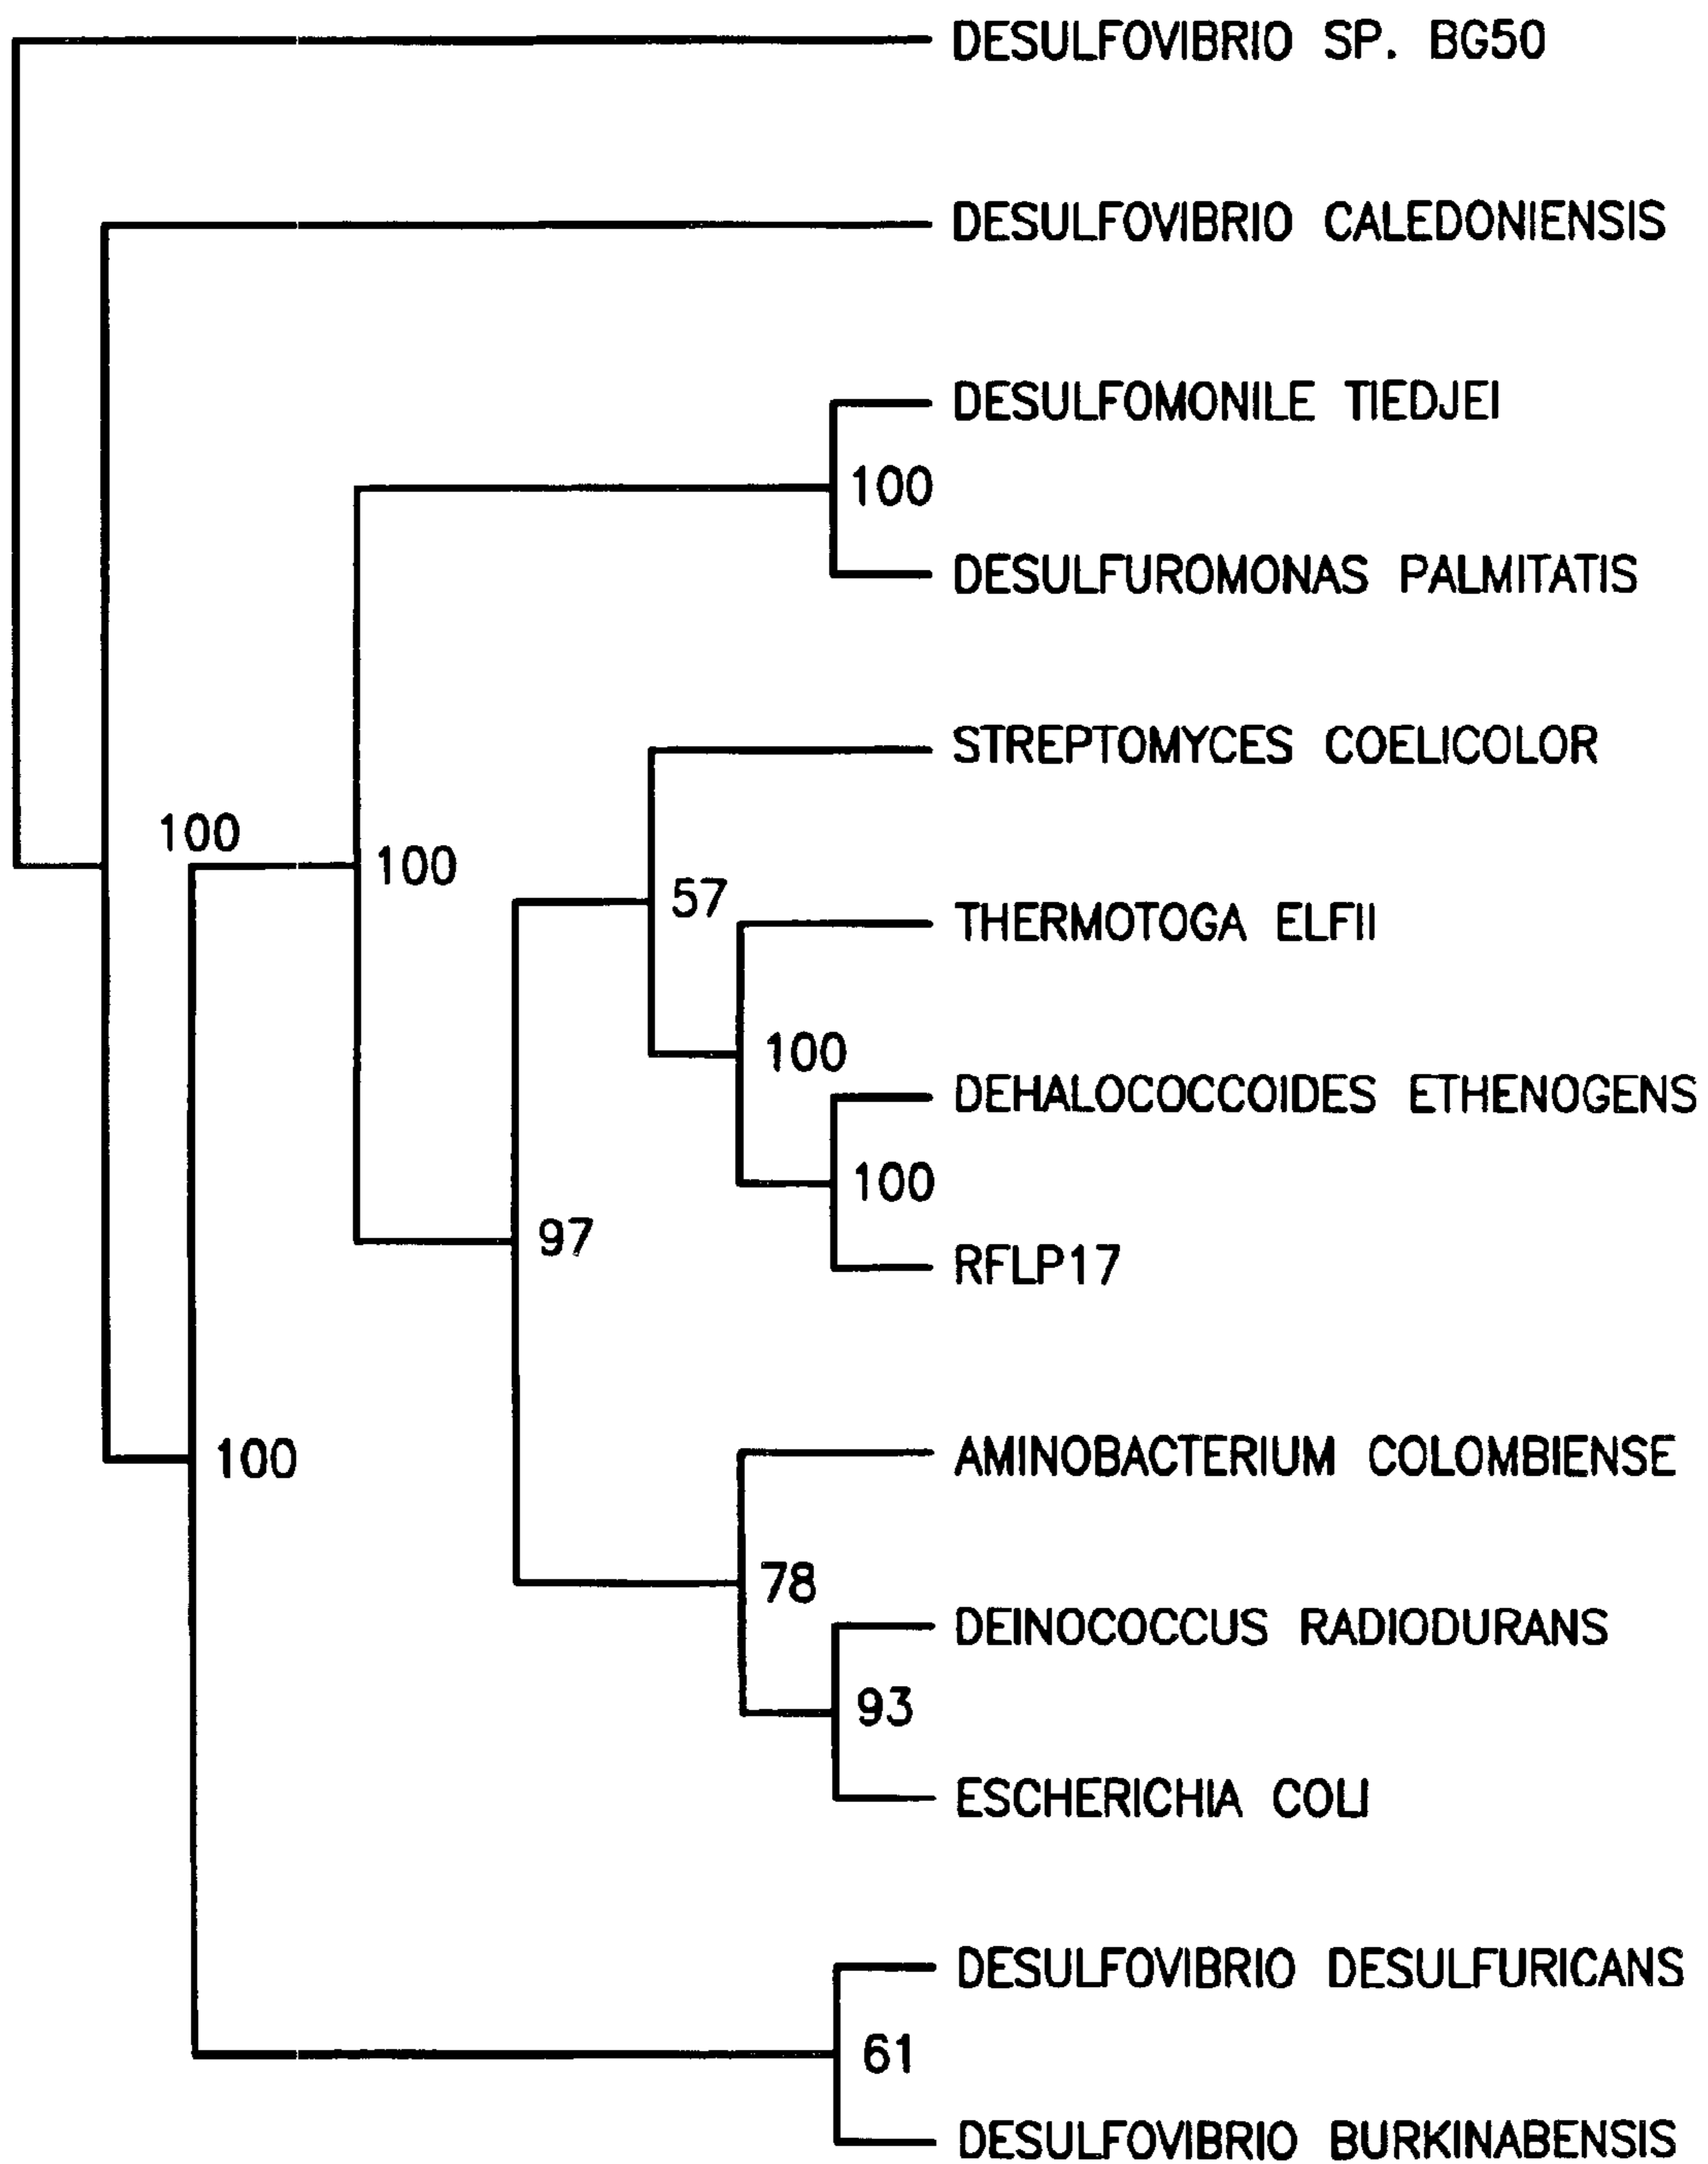 DESULFOVIBRIO SP. BG50
DESULFOVIBRIO CALEDONIENSIS
DESULFOMONILE TIEDJEI
100
DESULFUROMONAS PALMITATIS
STREPTOMYCES COELICOLOR
100
100
57
THERMOTOGA ELFII
100
DEHALOCOCCOIDES ETHENOGENS
100
97
RFLP17
AMINOBACTERIUM COLOMBIENSE
100
78
DEINOCOCCUS RADIODURANS
93
ESCHERICHIA COLI
DESULFOVIBRIO DESULFURICANS
61
DESULFOVIBRIO BURKINABENSIS